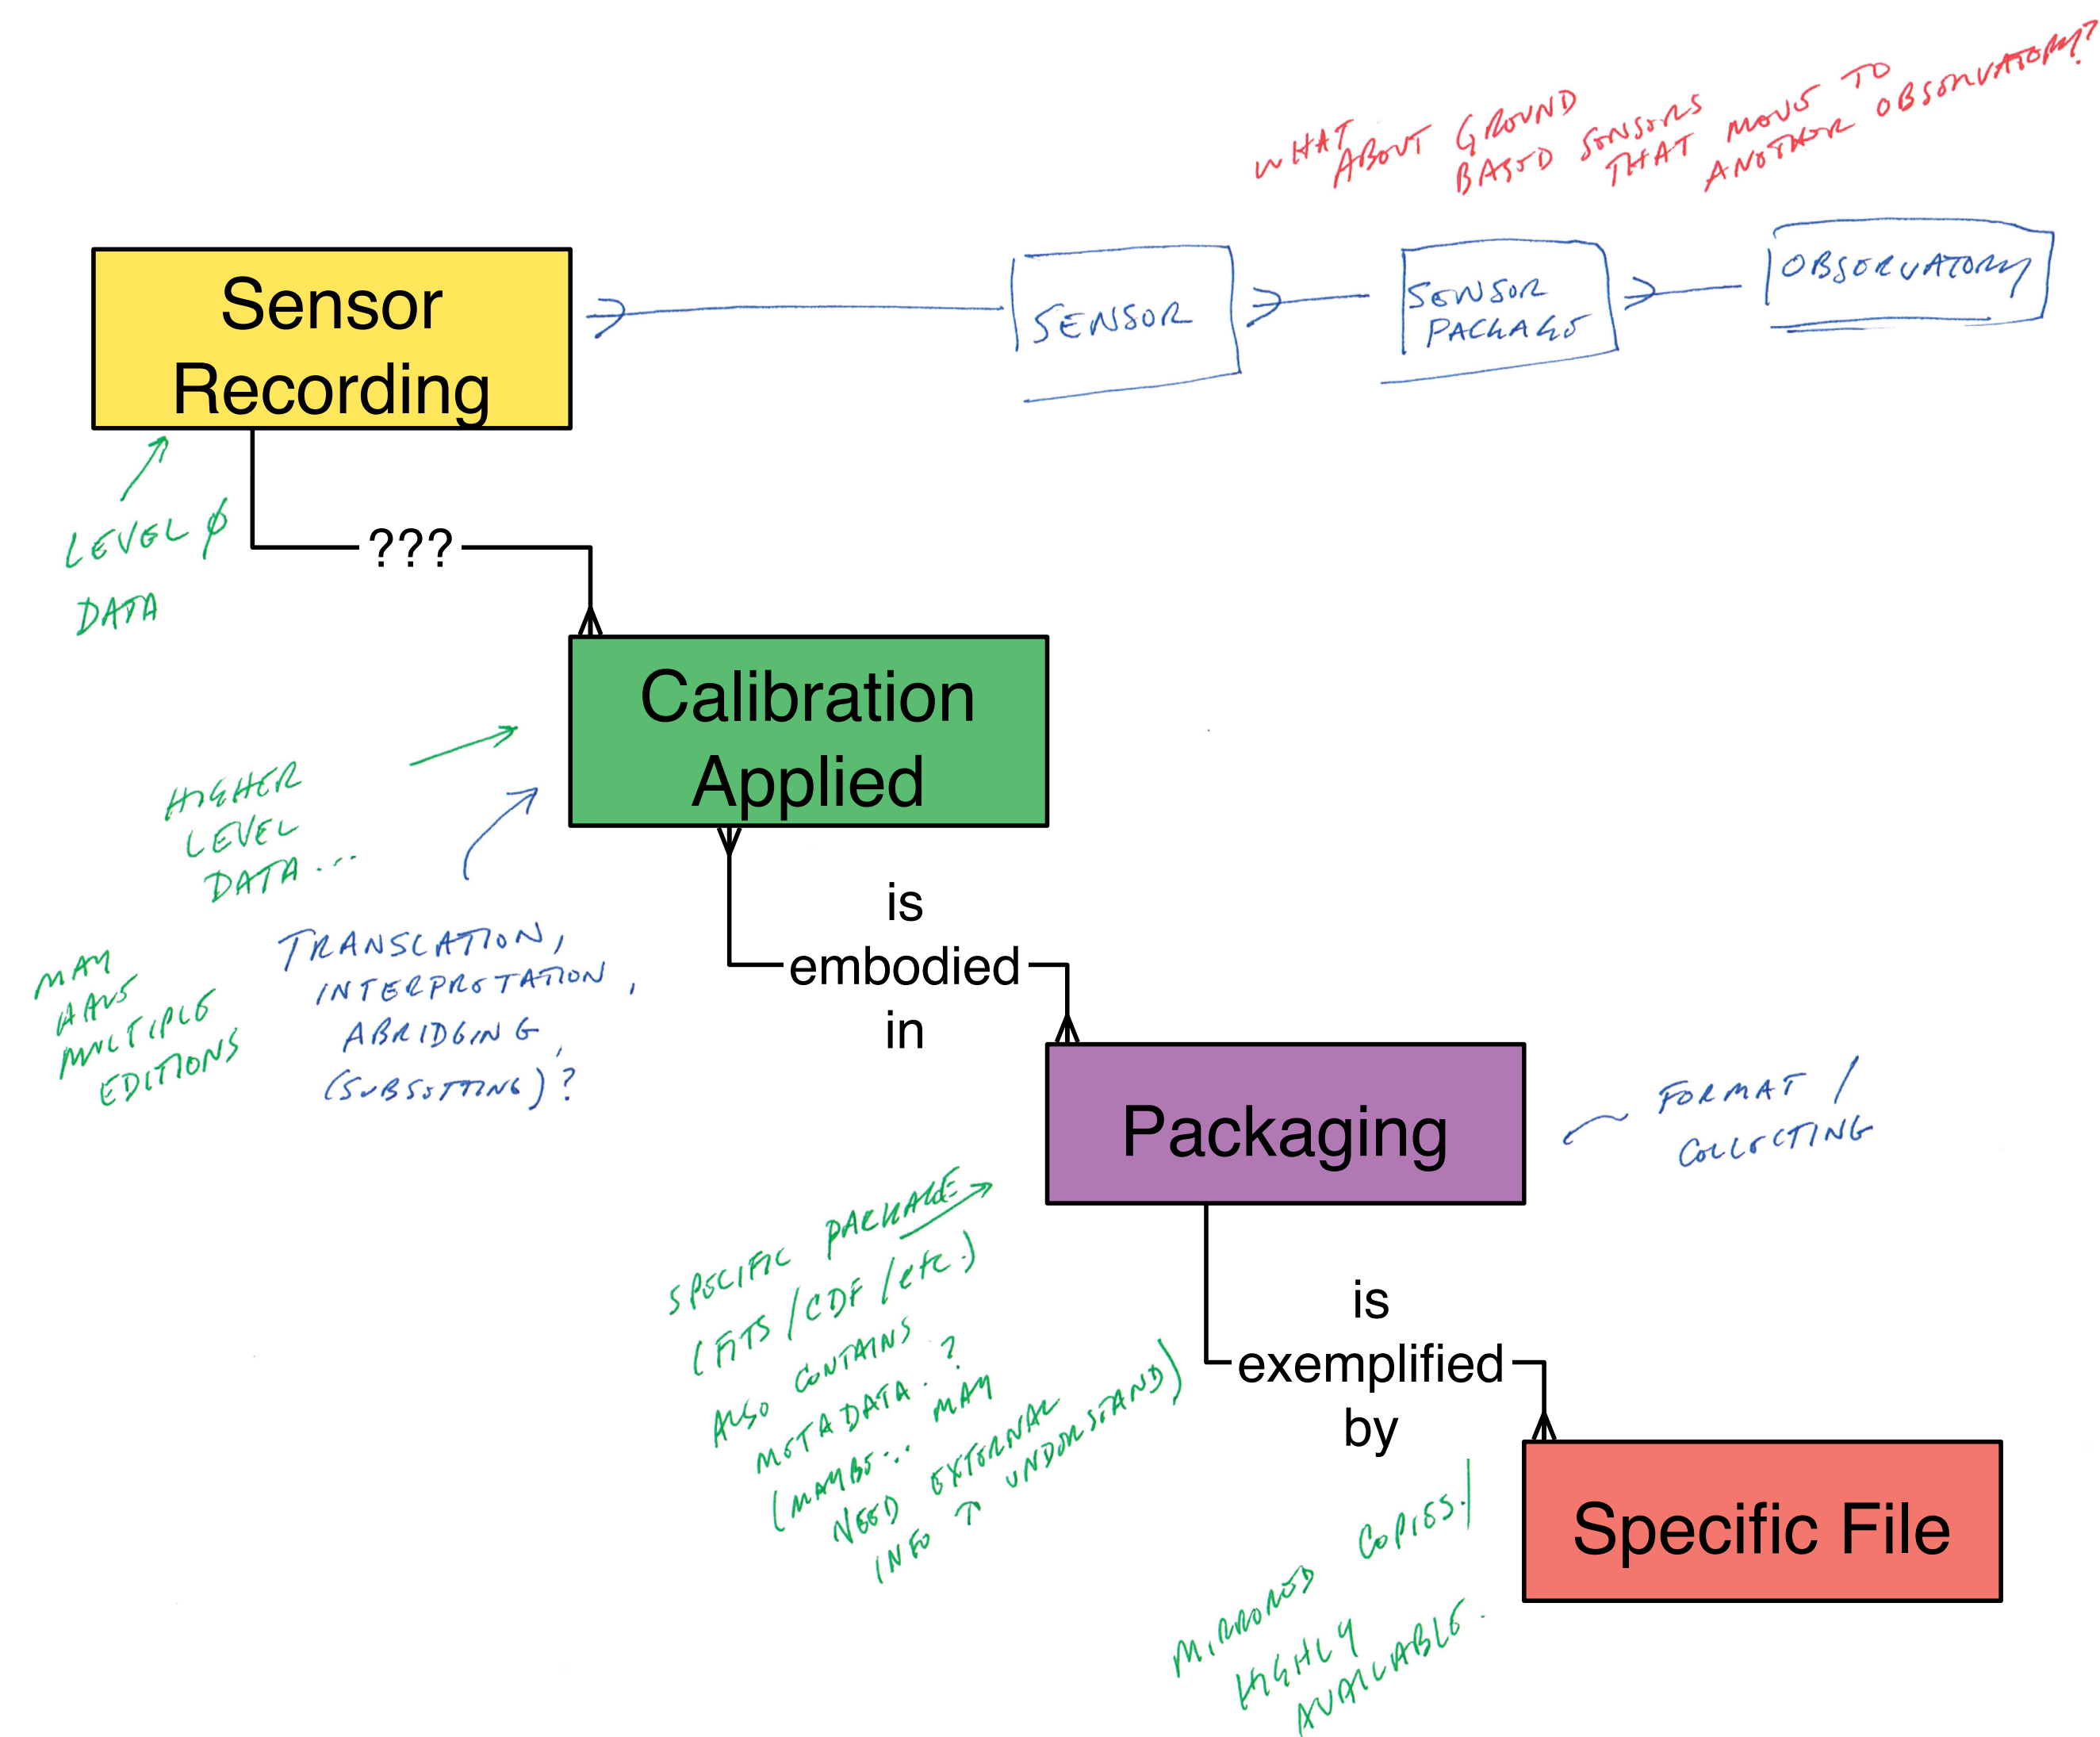 WHAT
ABOUT GROUND
BASED SENSORS
THAT MOVE TO
ANOTHER OBSERVATORY?
Sensor
Recording
SENSOR
SENSOR
PACKAGE
OBSERVATORY
LEVEL 0
DATA
???
Calibration
Applied
HIGHER
LEVEL
DATA...
MAY
HAVE
MULTIPLE
EDITIONS
TRANSLATION,
INTERPRETATION,
ABRIDGING,
(SUBSETTING)?
is
embodied
in
Packaging
FORMAT /
COLLECTING
SPECIFIC PACKAGE
(FITS/CDF/etc.)
ALSO CONTAINS
METADATA.?
(MAYBE... MAY
NEED EXTERNAL
INFO TO UNDERSTAND)
is
exemplified
by
Specific File
MIRRORED COPIES./
HIGHLY
AVAILABLE.